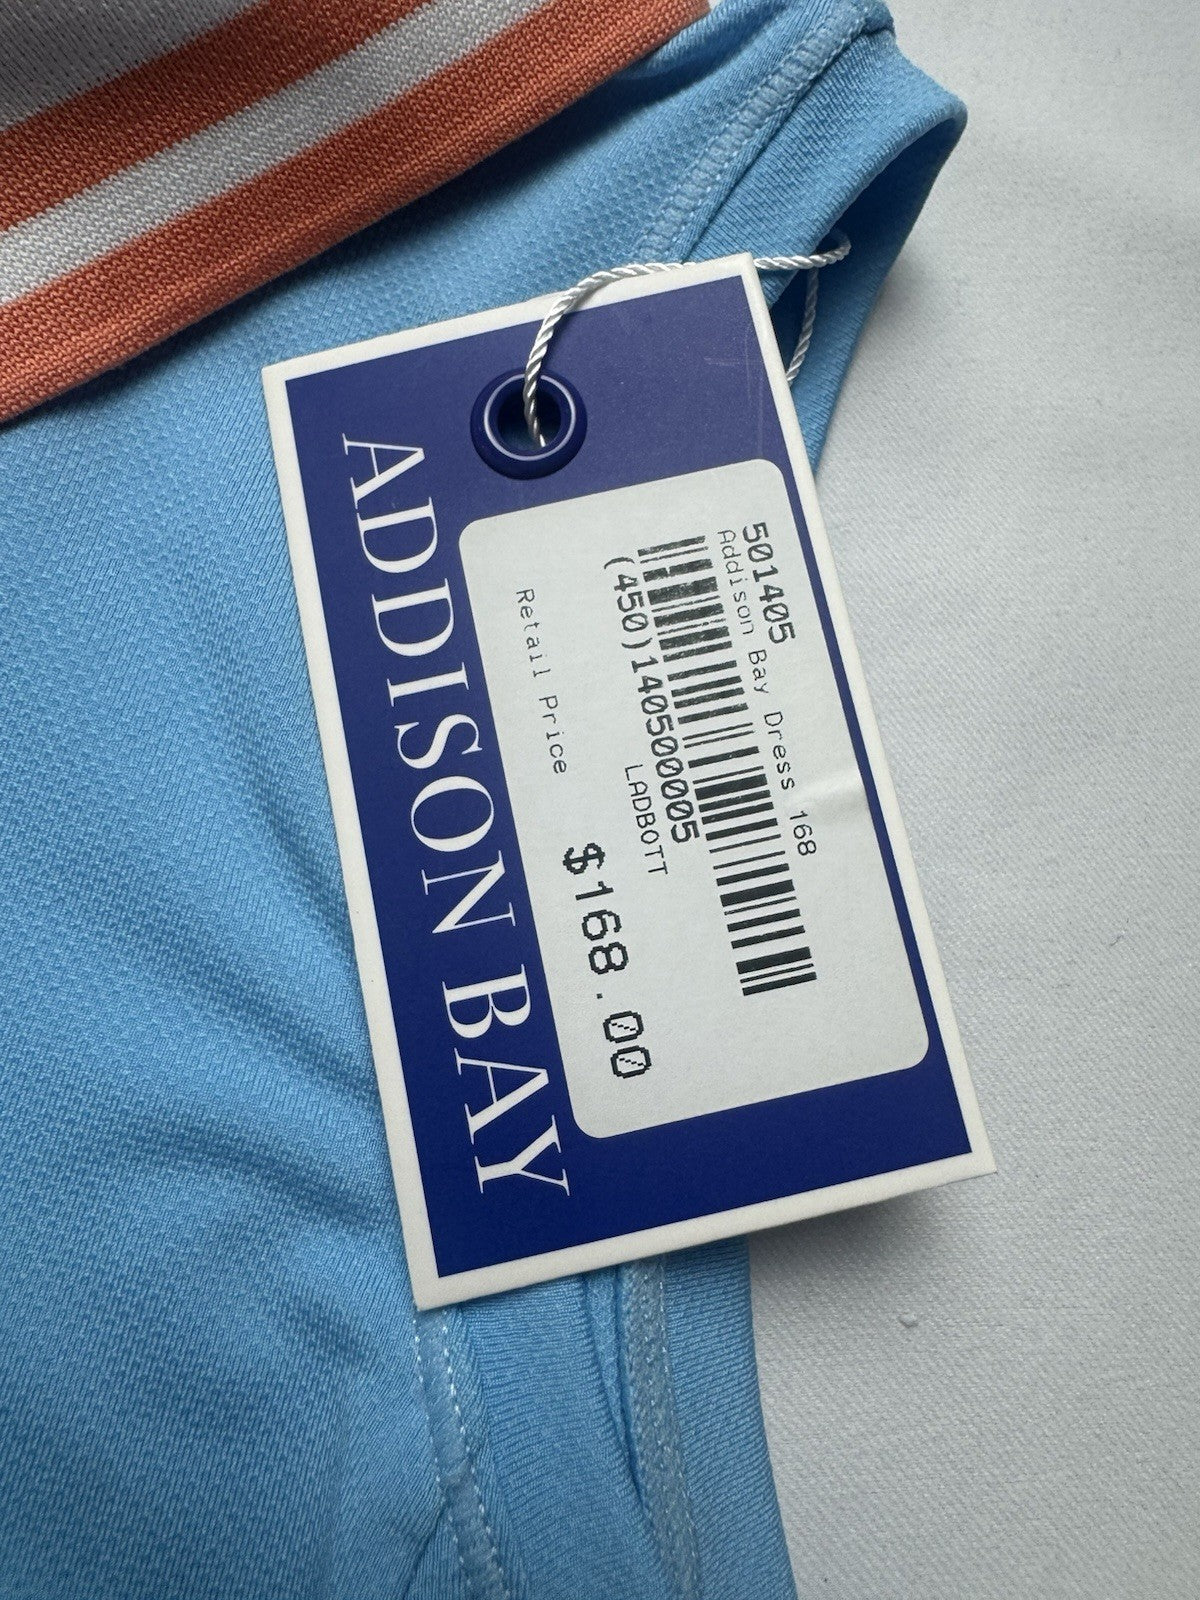 ADDISON BAY
501405
Addison Bay Dress 168
(450)140500005
LADBOTT
Retail Price
$168.00